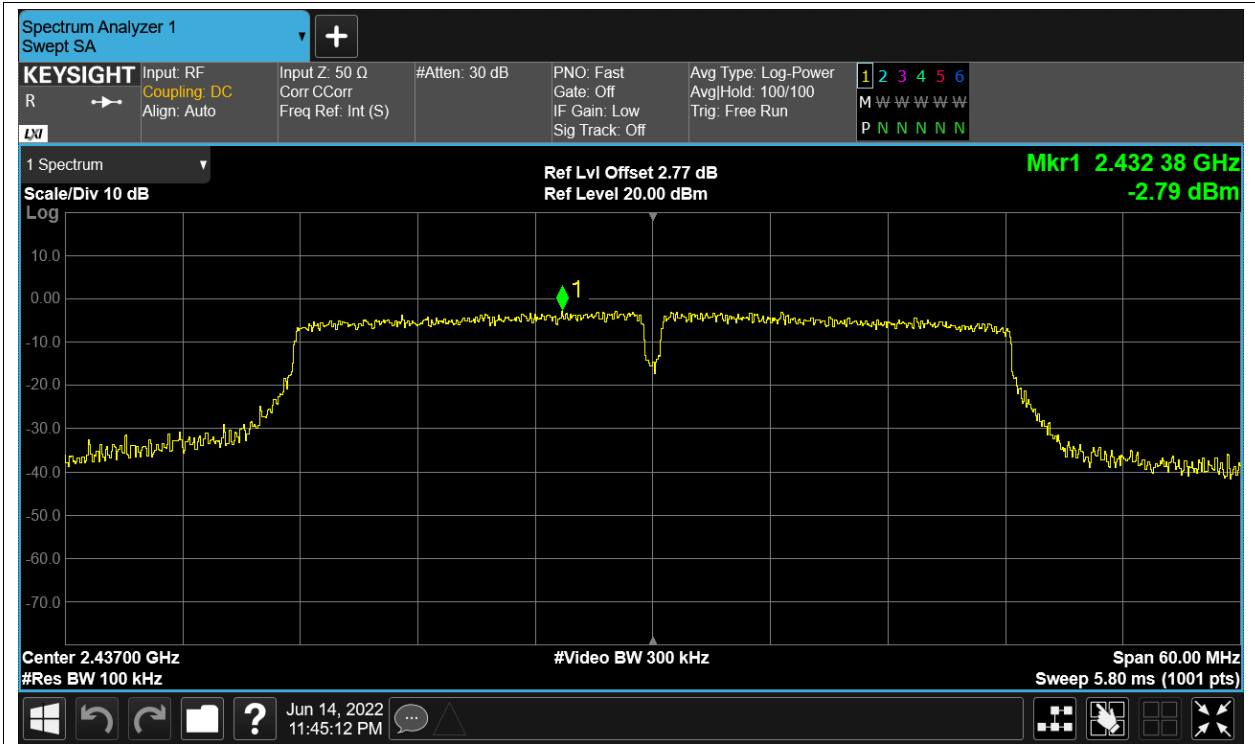 Spectrum Analyzer 1
Swept SA
+
KEYSIGHT
R
LXI
Input: RF
Coupling: DC
Align: Auto
Input Z: 50 Ω
Corr CCorr
Freq Ref: Int (S)
#Atten: 30 dB
PNO: Fast
Gate: Off
IF Gain: Low
Sig Track: Off
Avg Type: Log-Power
Avg|Hold: 100/100
Trig: Free Run
1 2 3 4 5 6
M W W W W W
P N N N N N
1 Spectrum
Scale/Div 10 dB
Log
Ref Lvl Offset 2.77 dB
Ref Level 20.00 dBm
Mkr1 2.432 38 GHz
-2.79 dBm
10.0
0.00
-10.0
-20.0
-30.0
-40.0
-50.0
-60.0
-70.0
1
Center 2.43700 GHz
#Res BW 100 kHz
#Video BW 300 kHz
Span 60.00 MHz
Sweep 5.80 ms (1001 pts)
?
Jun 14, 2022
11:45:12 PM